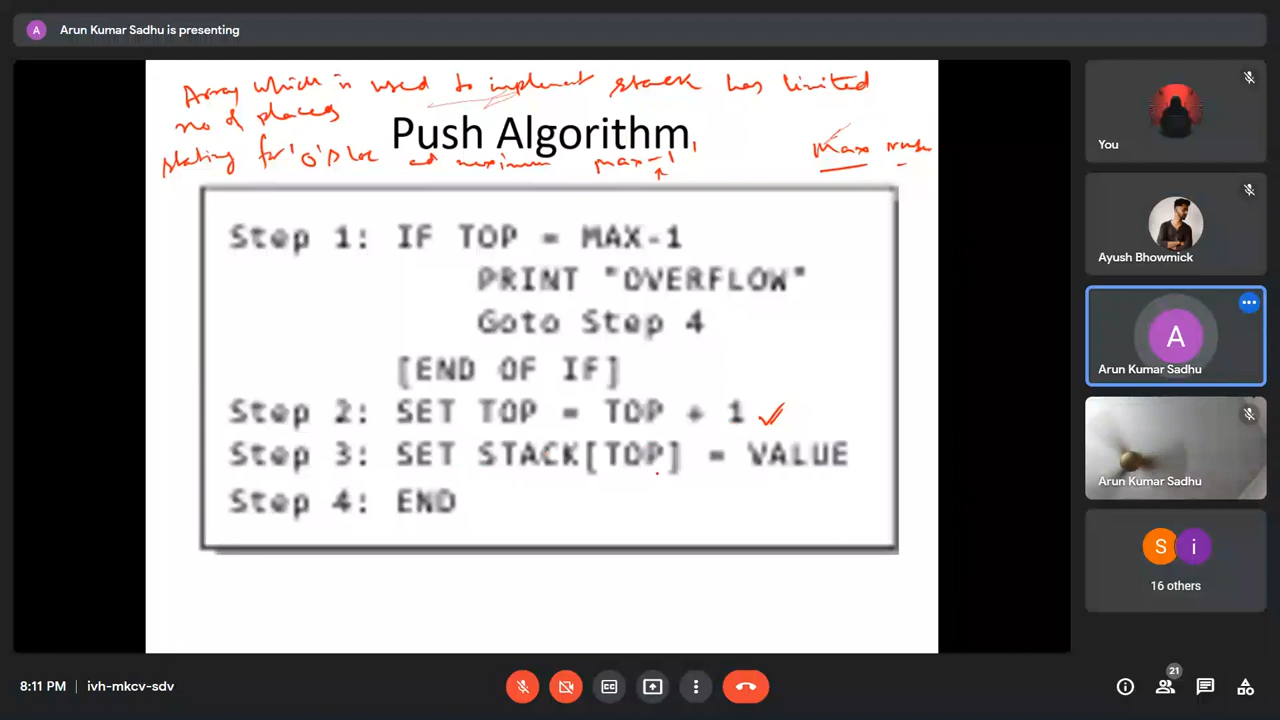 A Arun Kumar Sadhu is presenting
Array which is used to implement stack has limited
no of places
Push Algorithm
for '0' maximum max-1
Max
Step 1: IF TOP = MAX-1
PRINT "OVERFLOW"
Goto Step 4
[END OF IF]
Step 2: SET TOP = TOP + 1
Step 3: SET STACK[TOP] = VALUE
Step 4: END
You
Ayush Bhowmick
A
Arun Kumar Sadhu
Arun Kumar Sadhu
S i
16 others
8:11 PM | ivh-mkcv-sdv
CC
21